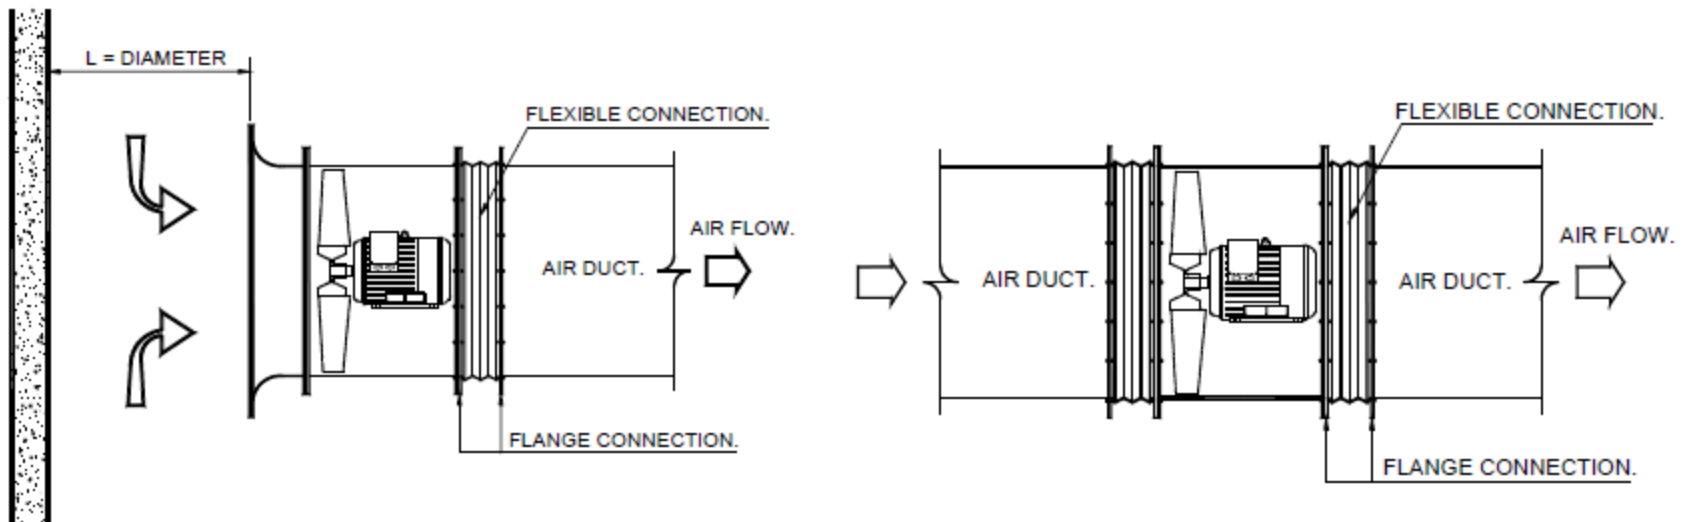 L = DIAMETER
FLEXIBLE CONNECTION.
AIR FLOW.
AIR DUCT.
FLANGE CONNECTION.
FLEXIBLE CONNECTION.
AIR FLOW.
AIR DUCT.
AIR DUCT.
FLANGE CONNECTION.